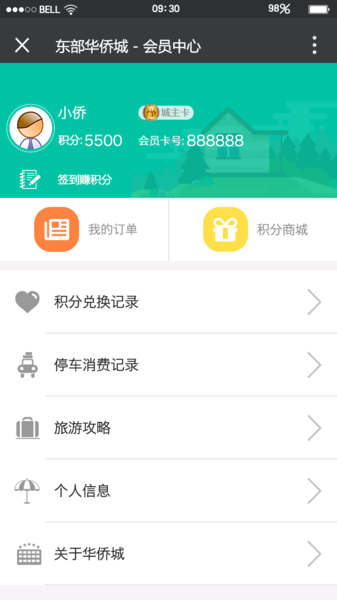 BELL 09:30 98%
东部华侨城 - 会员中心
小侨 城主卡
积分:5500 会员卡号:888888
签到赚积分
我的订单 积分商城
积分兑换记录
停车消费记录
旅游攻略
个人信息
关于华侨城